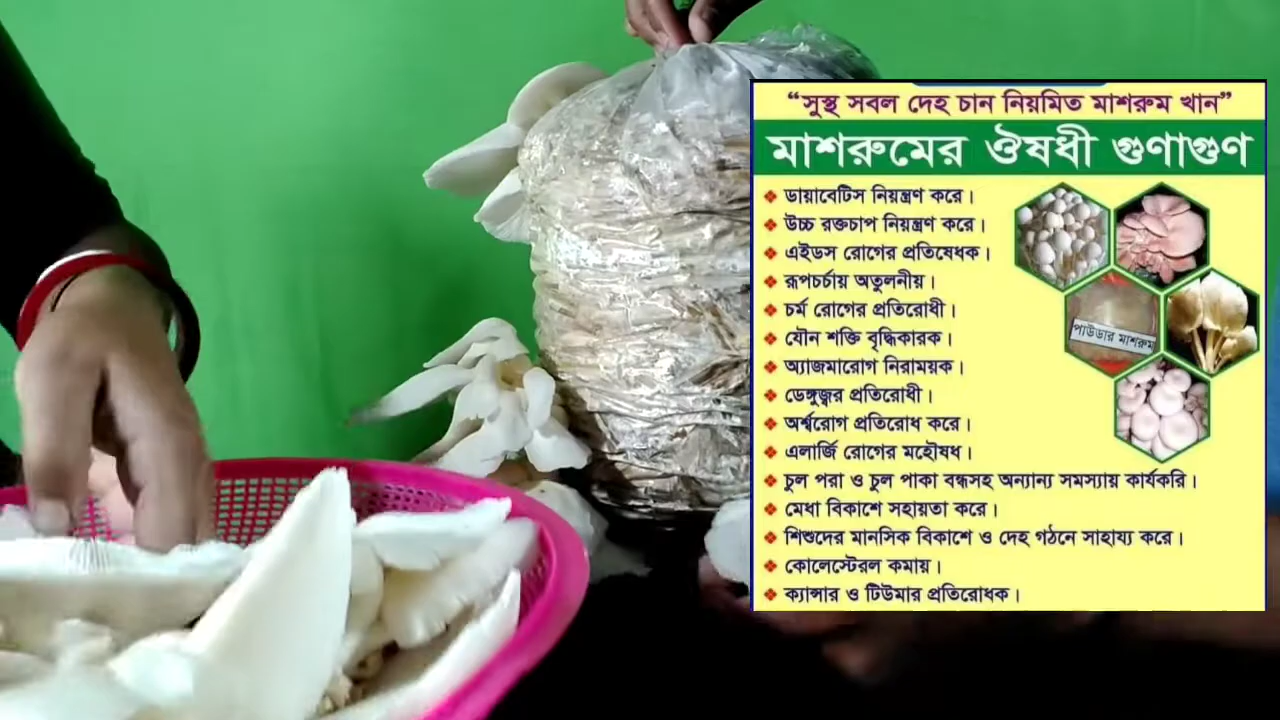 “সুস্থ সবল দেহ চান নিয়মিত মাশরুম খান”
মাশরুমের ঔষধী গুণাগুণ
ডায়াবেটিস নিয়ন্ত্রণ করে।
উচ্চ রক্তচাপ নিয়ন্ত্রণ করে।
এইডস রোগের প্রতিষেধক।
রূপচর্চায় অতুলনীয়।
চর্ম রোগের প্রতিরোধী।
যৌন শক্তি বৃদ্ধিকারক।
অ্যাজমারোগ নিরাময়ক।
ডেঙ্গুজ্বর প্রতিরোধী।
অর্শ্বরোগ প্রতিরোধ করে।
এলার্জি রোগের মহৌষধ।
চুল পরা ও চুল পাকা বন্ধসহ অন্যান্য সমস্যায় কার্যকরি।
মেধা বিকাশে সহায়তা করে।
শিশুদের মানসিক বিকাশে ও দেহ গঠনে সাহায্য করে।
কোলেস্টেরল কমায়।
ক্যান্সার ও টিউমার প্রতিরোধক।
পাউডার মাশরুম